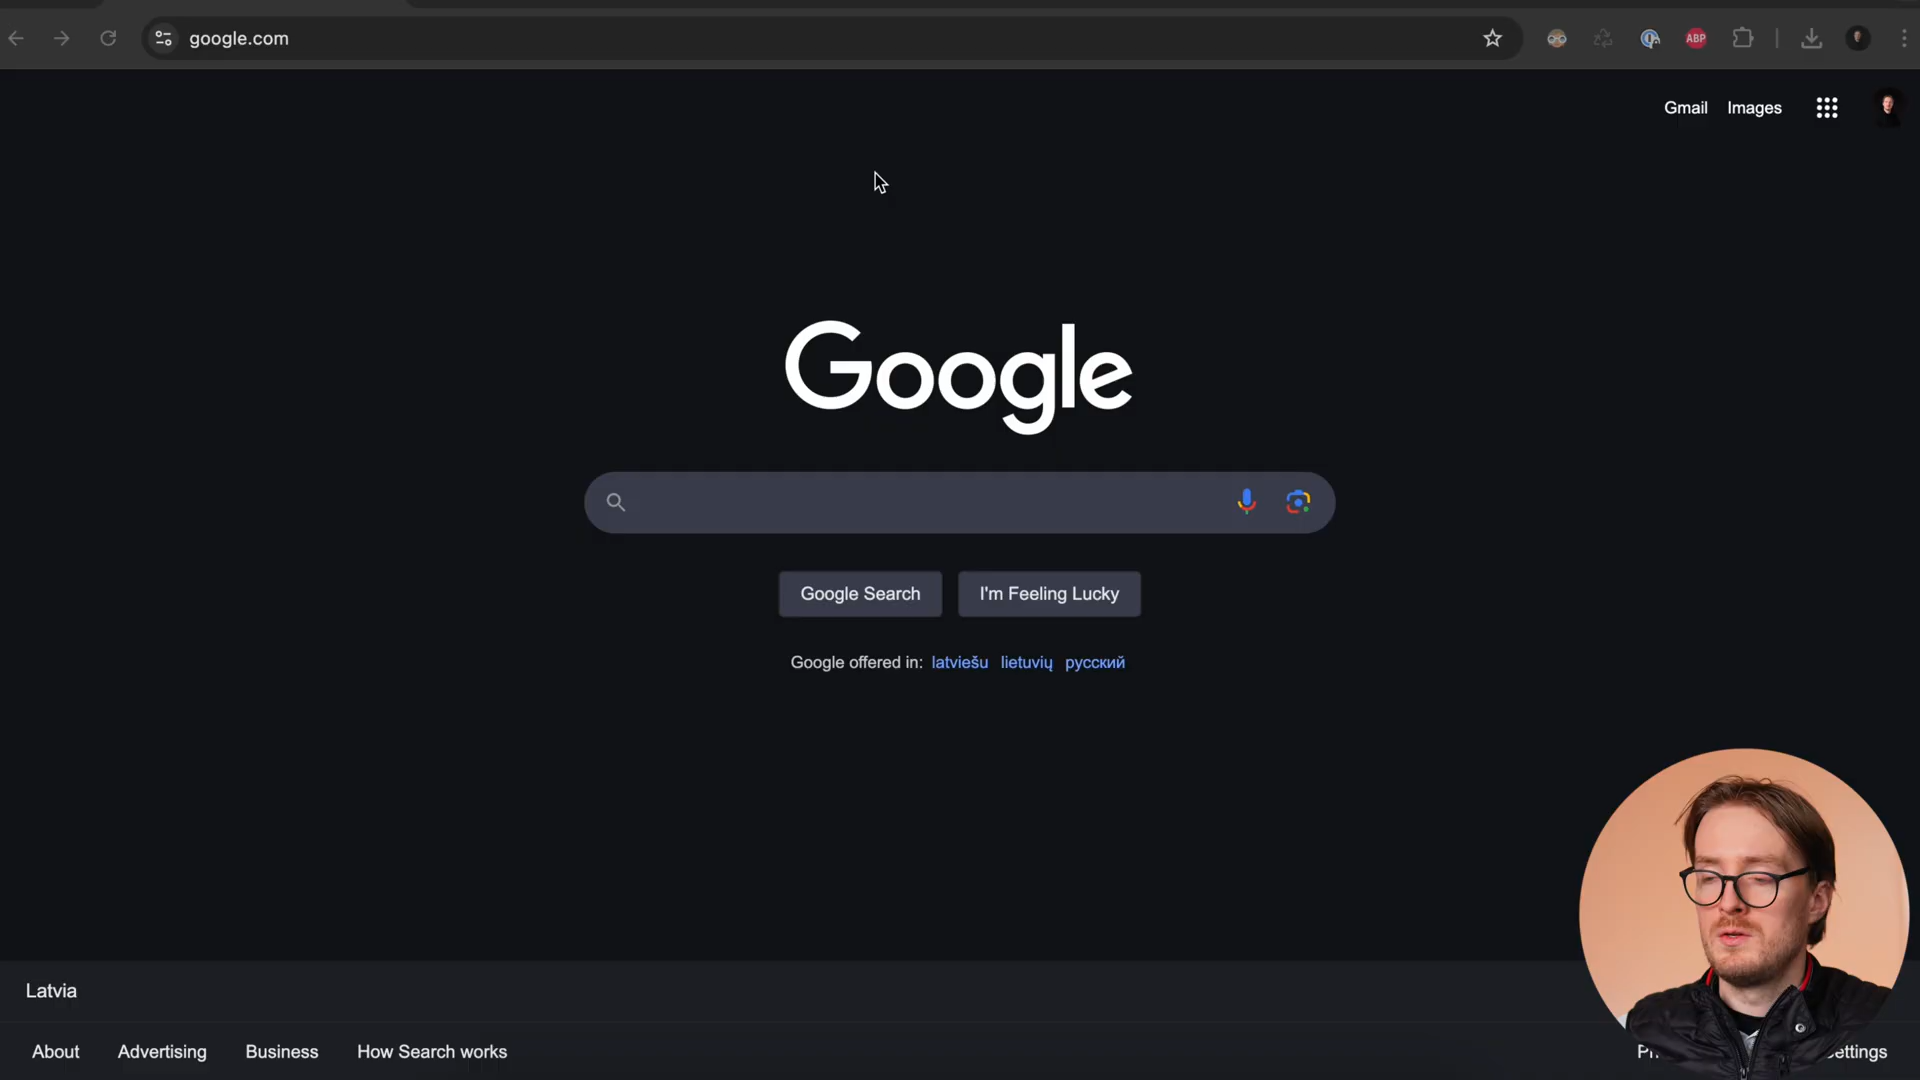 google.com
ABP
Gmail Images
Google
Google Search I'm Feeling Lucky
Google offered in: latviešu lietuvių русский
Latvia
About Advertising Business How Search works